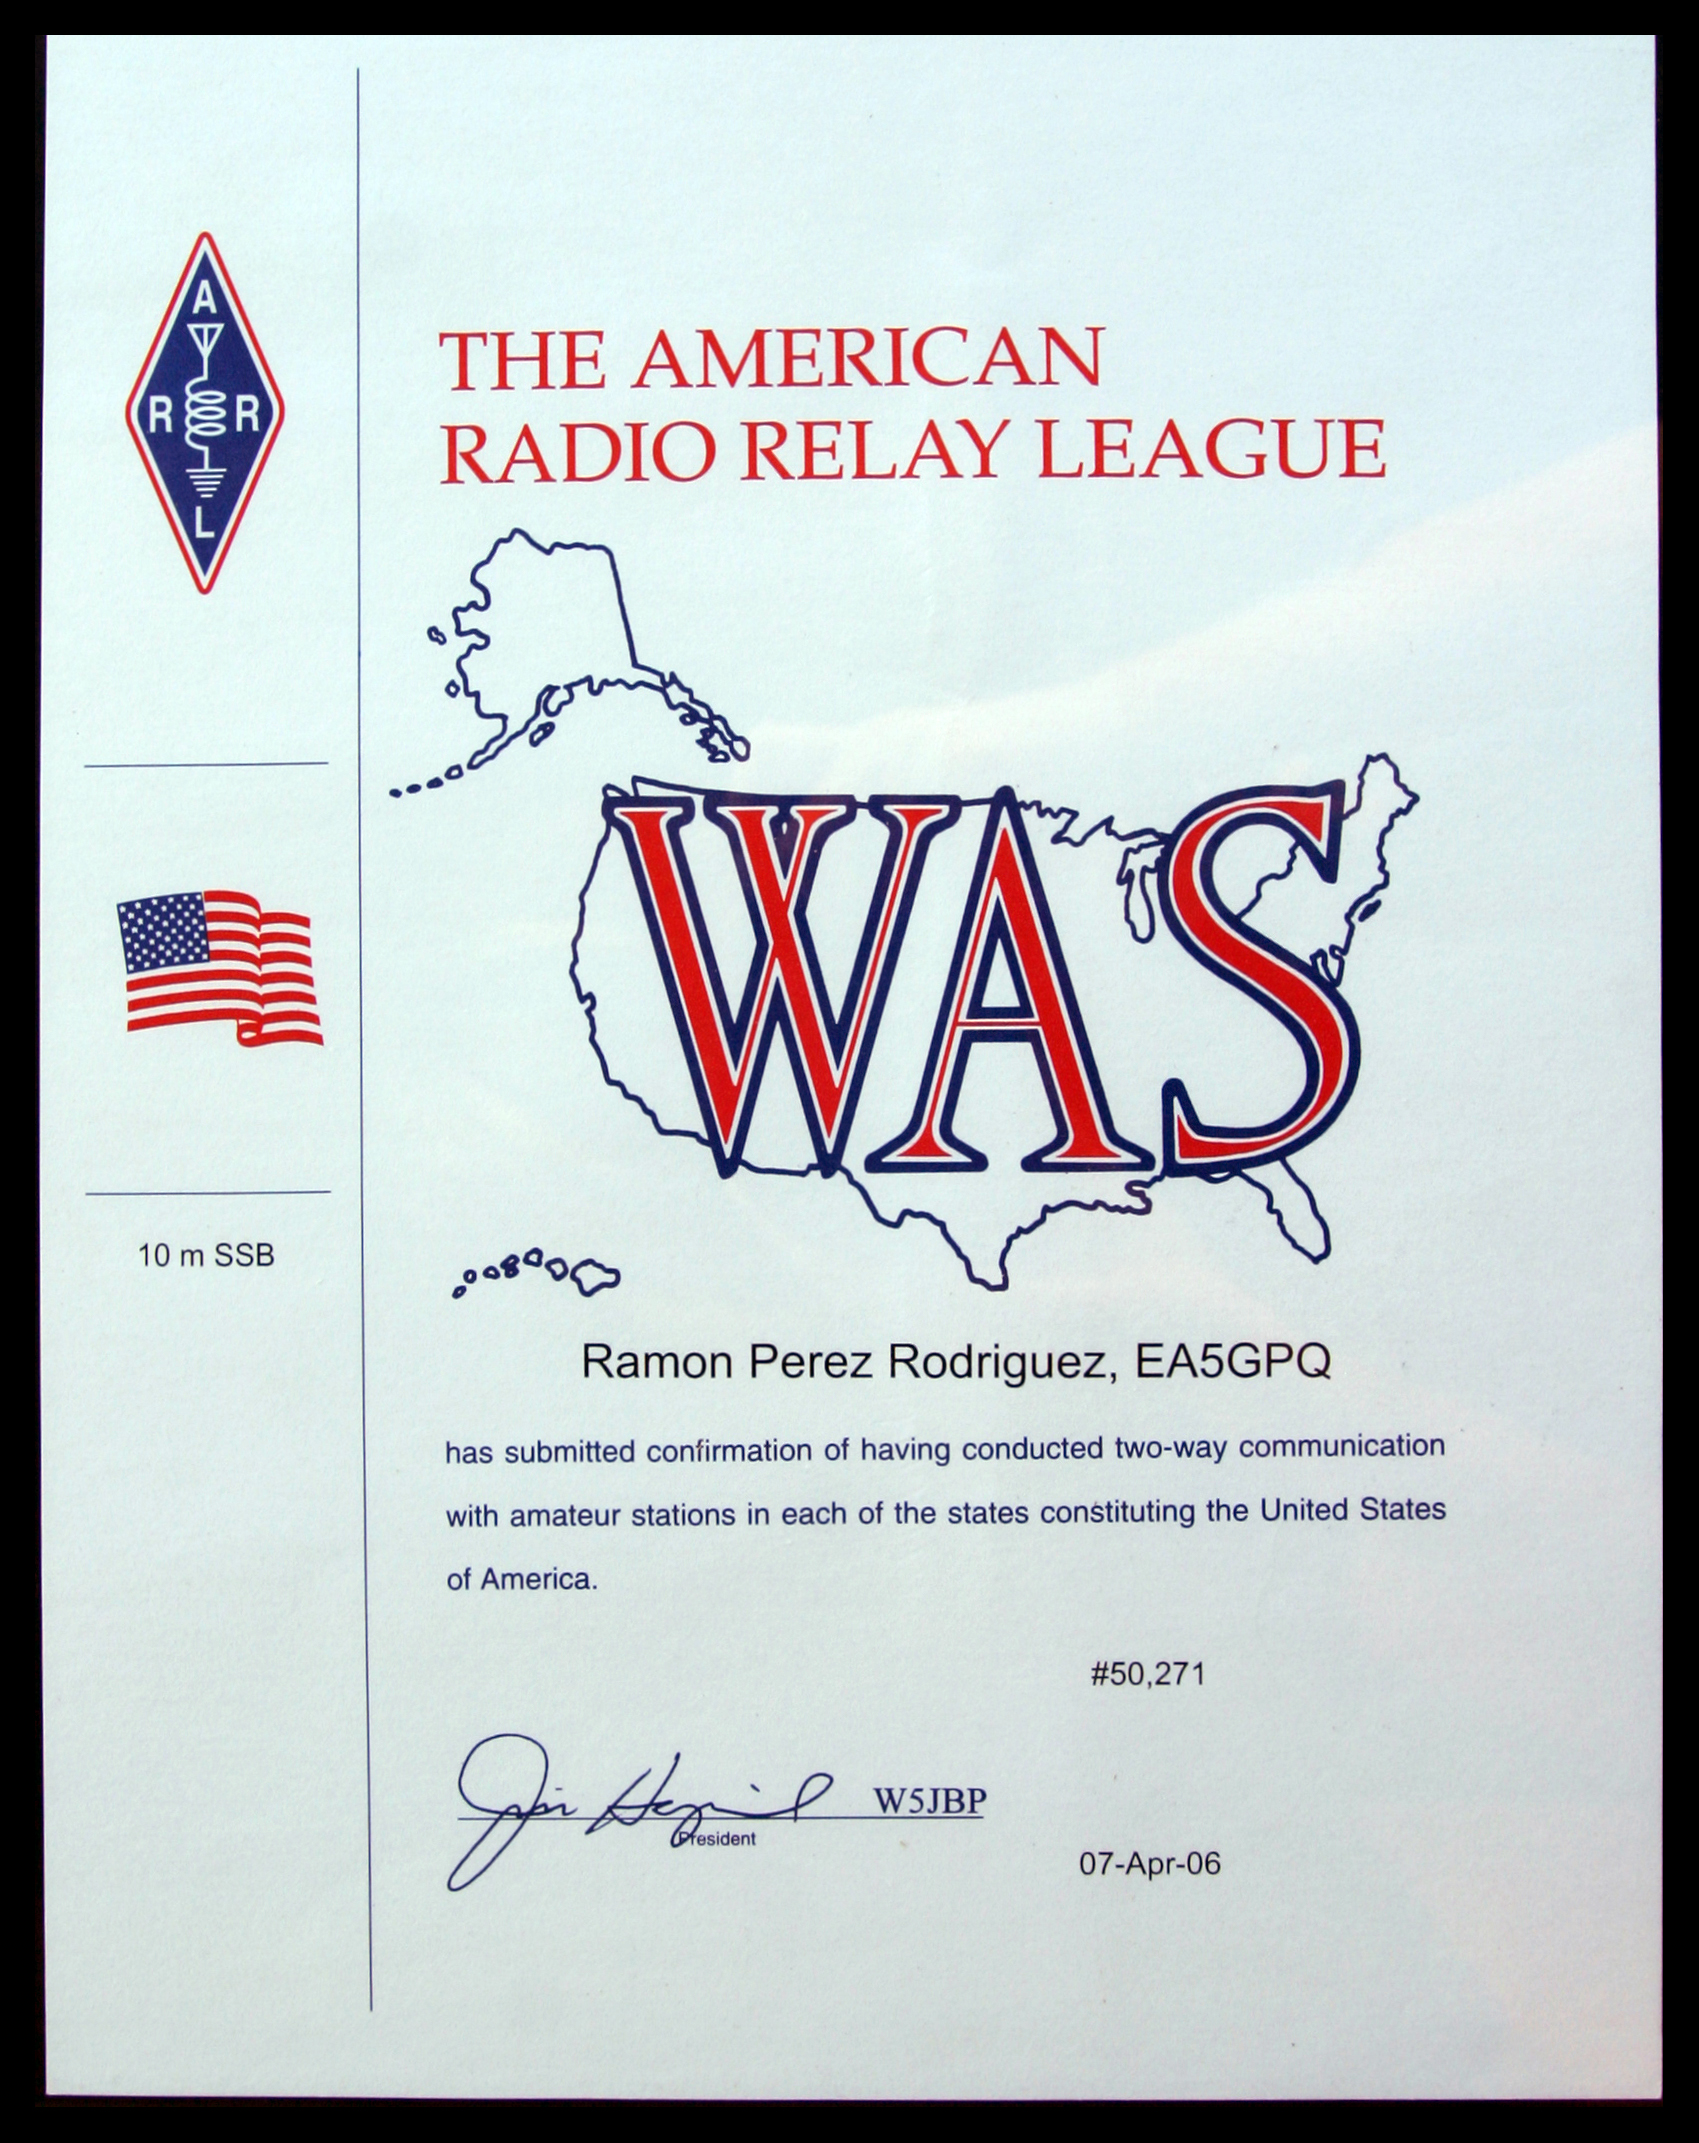 A
R R
L
THE AMERICAN
RADIO RELAY LEAGUE
WAS
10 m SSB
Ramon Perez Rodriguez, EA5GPQ
has submitted confirmation of having conducted two-way communication
with amateur stations in each of the states constituting the United States
of America.
#50,271
W5JBP
President
07-Apr-06